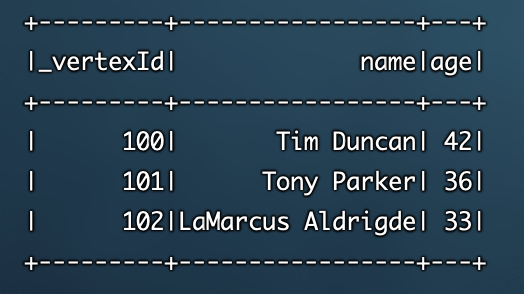 +---------+-----------------+---+
|_vertexId|             name|age|
+---------+-----------------+---+
|      100|       Tim Duncan| 42|
|      101|      Tony Parker| 36|
|      102|LaMarcus Aldrigde| 33|
+---------+-----------------+---+